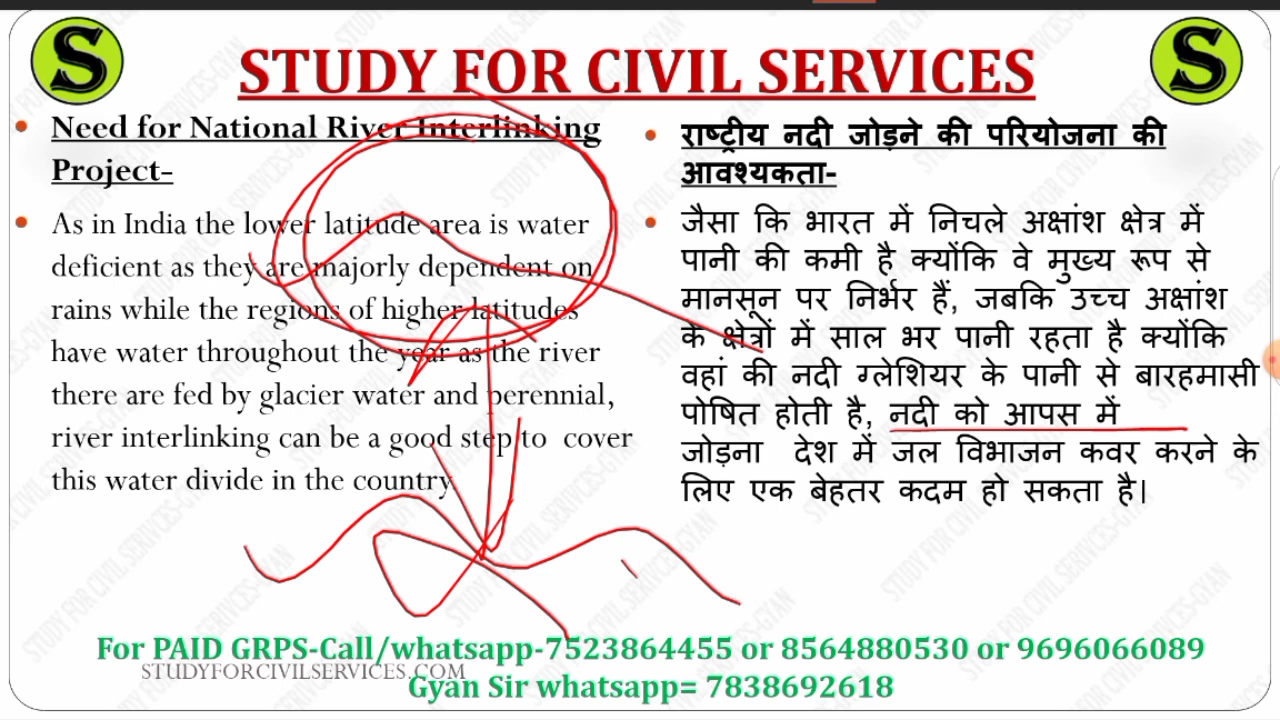 STUDY FOR CIVIL SERVICES
S
S
Need for National River Interlinking
Project-
As in India the lower latitude area is water
deficient as they are majorly dependent on
rains while the regions of higher latitudes
have water throughout the year as the river
there are fed by glacier water and perennial,
river interlinking can be a good step to cover
this water divide in the country.
राष्ट्रीय नदी जोड़ने की परियोजना की
आवश्यकता-
जैसा कि भारत में निचले अक्षांश क्षेत्र में
पानी की कमी है क्योंकि वे मुख्य रूप से
मानसून पर निर्भर हैं, जबकि उच्च अक्षांश
के क्षेत्रों में साल भर पानी रहता है क्योंकि
वहां की नदी ग्लेशियर के पानी से बारहमासी
पोषित होती है, नदी को आपस में
जोड़ना देश में जल विभाजन कवर करने के
लिए एक बेहतर कदम हो सकता है।
For PAID GRPS-Call/whatsapp-7523864455 or 8564880530 or 9696066089
STUDYFORCIVILSERVICES.COM
Gyan Sir whatsapp= 7838692618